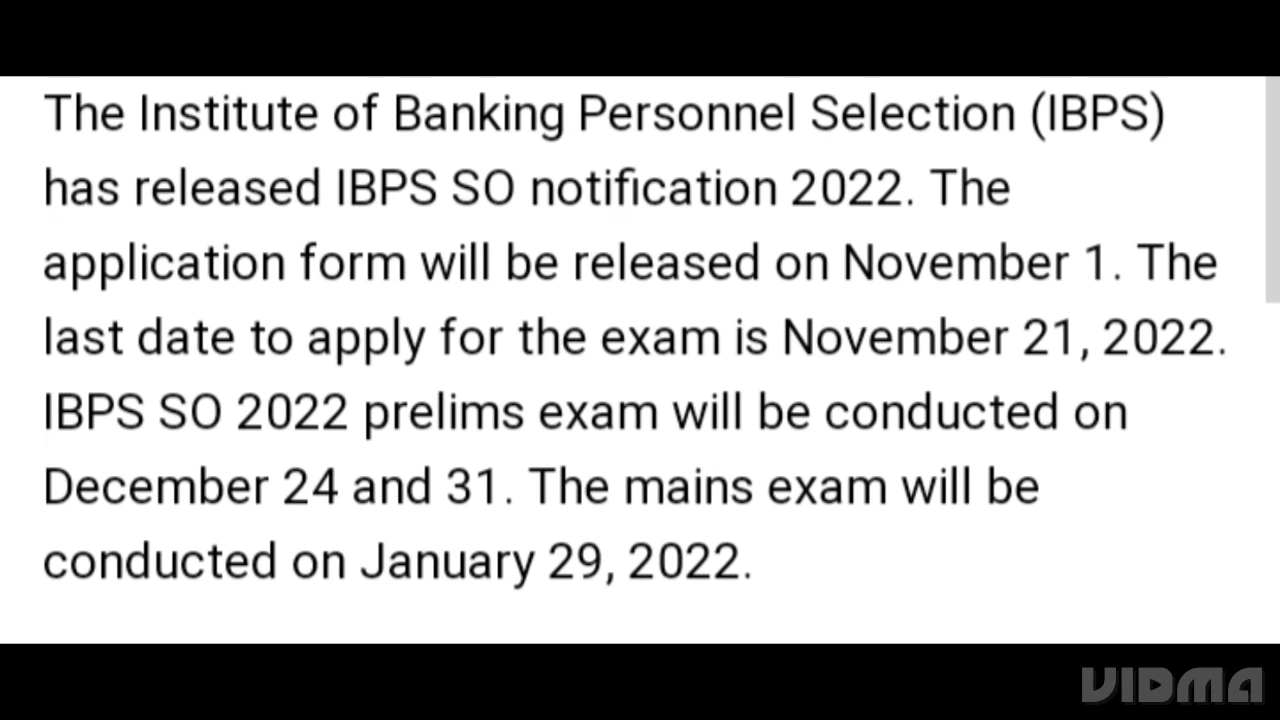 The Institute of Banking Personnel Selection (IBPS)
has released IBPS SO notification 2022. The
application form will be released on November 1. The
last date to apply for the exam is November 21, 2022.
IBPS SO 2022 prelims exam will be conducted on
December 24 and 31. The mains exam will be
conducted on January 29, 2022.
VIDMA